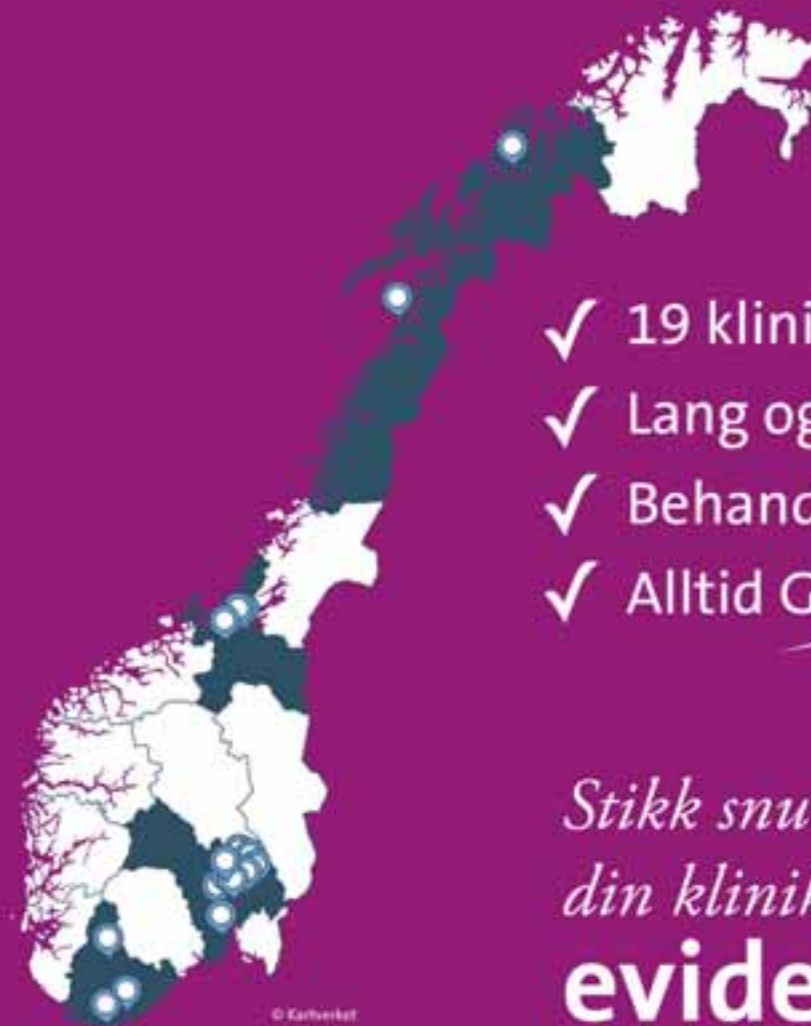 ✓ 19 klini
✓ Lang og
✓ Behand
✓ Alltid G
Stikk snu
din klinik
evide
© Kartverket